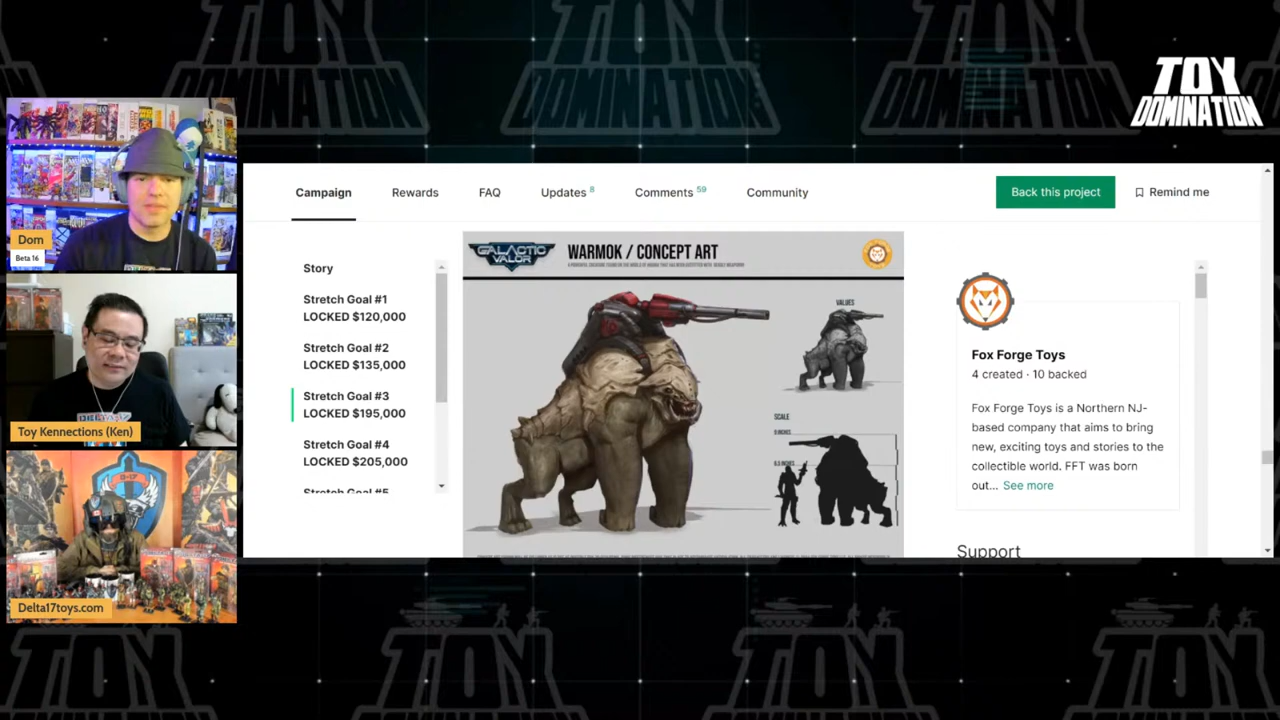 TOY
DOMINATION
Dom
Beta 16
Toy Kennections (Ken)
Delta17toys.com
Campaign
Rewards
FAQ
Updates 8
Comments 59
Community
Back this project
Remind me
Story
Stretch Goal #1
LOCKED $120,000
Stretch Goal #2
LOCKED $135,000
Stretch Goal #3
LOCKED $195,000
Stretch Goal #4
LOCKED $205,000
Stretch Goal #5
GALACTIC
VALOR
WARMOK / CONCEPT ART
VALUES
SCALE
Fox Forge Toys
4 created · 10 backed
Fox Forge Toys is a Northern NJ-
based company that aims to bring
new, exciting toys and stories to the
collectible world. FFT was born
out... See more
Support